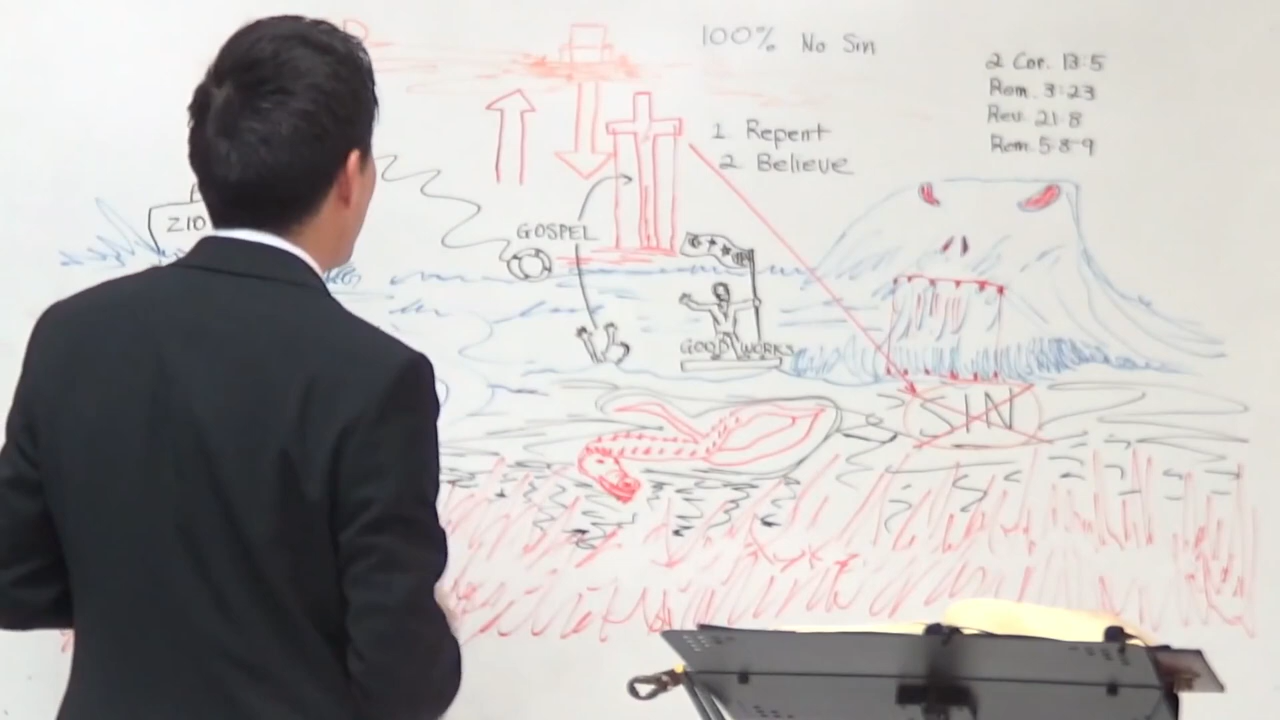 100% No Sin
2 Cor. 13:5
Rom. 3:23
Rev. 21:8
Rom. 5:8-9
1 Repent
2 Believe
ZIO
GOSPEL
GOOD WORKS
SIN